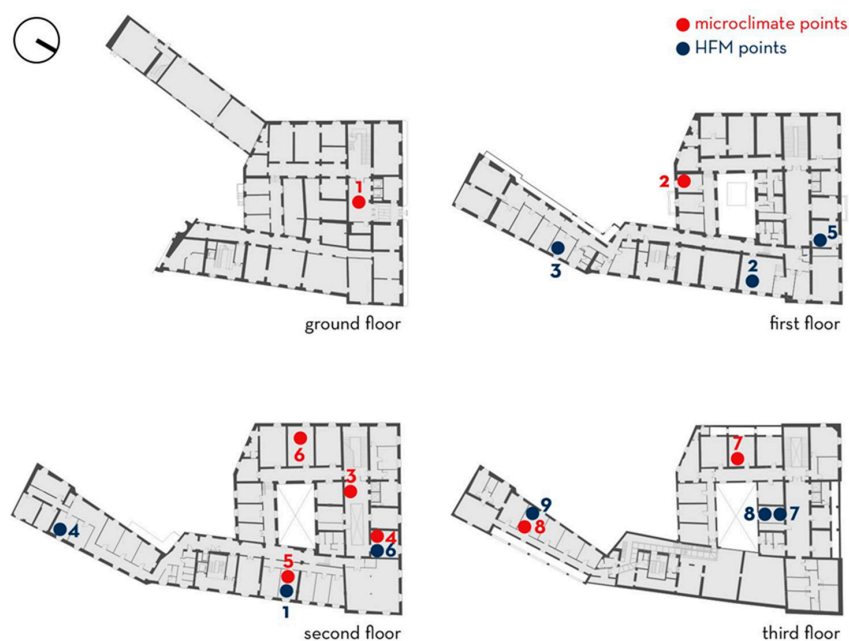 microclimate points
HFM points
1
ground floor
2
5
3
2
first floor
6
3
4
4
6
5
1
second floor
7
9
8
8
7
third floor